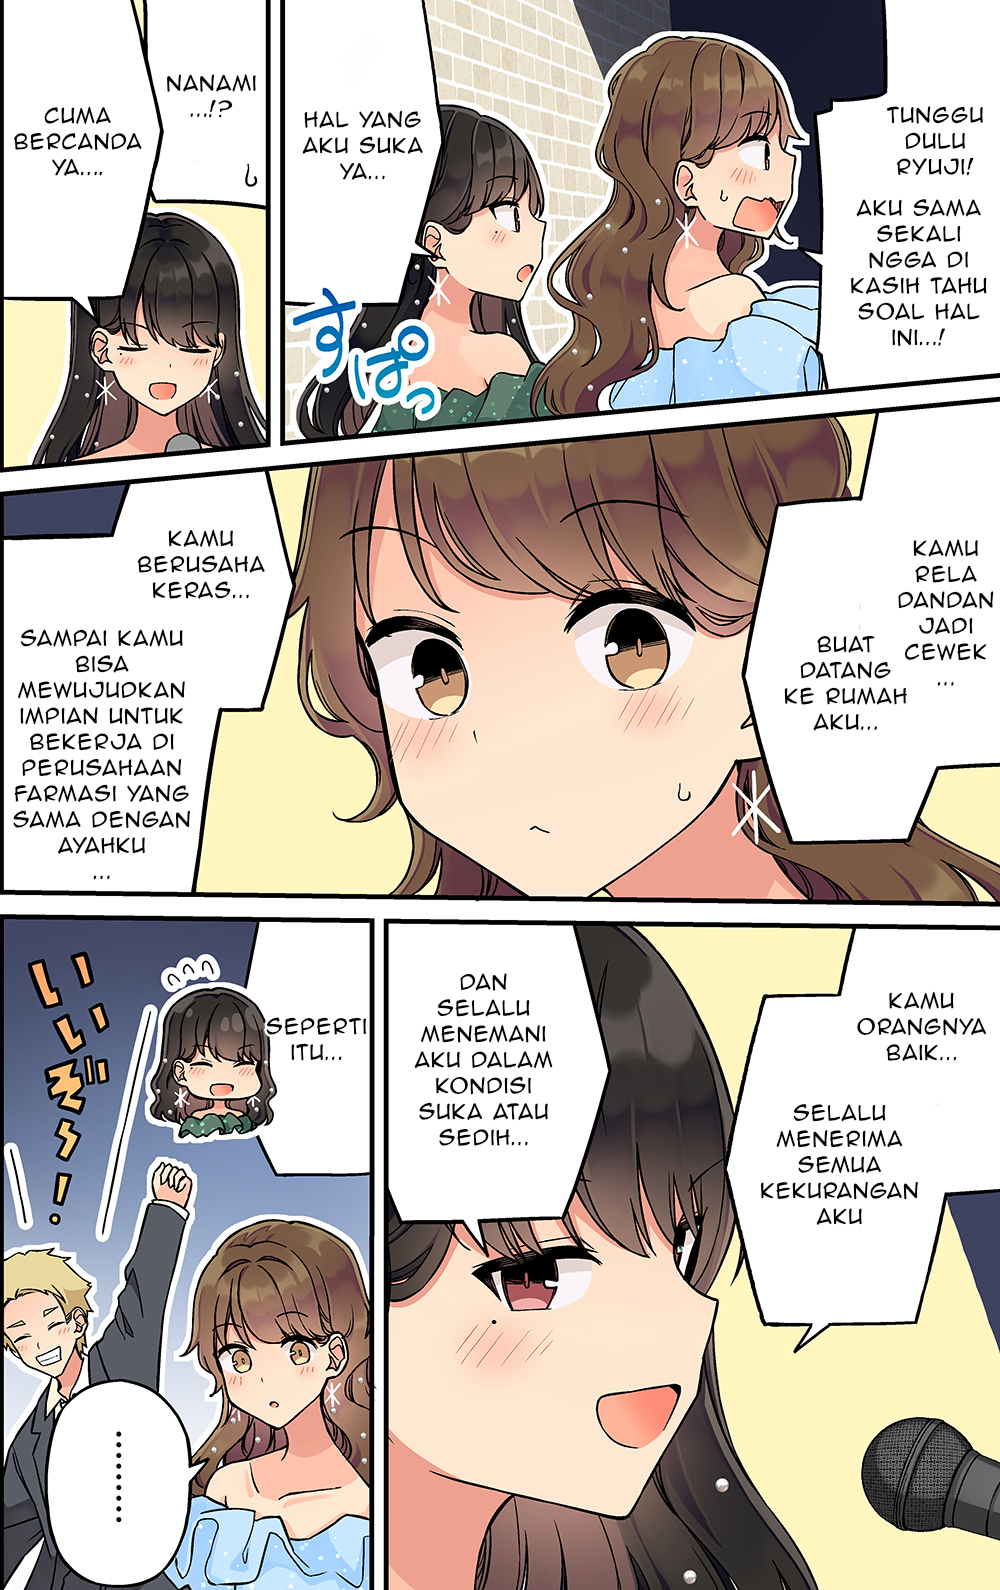 TUNGGU
DULU
RYUJI!
AKU SAMA
SEKALI
NGGA DI
KASIH TAHU
SOAL HAL
INI...!
HAL YANG
AKU SUKA
YA...
すぱっ
NANAMI
...!?
CUMA
BERCANDA
YA....
KAMU
RELA
DANDAN
JADI
CEWEK
...
BUAT
DATANG
KE RUMAH
AKU...
KAMU
BERUSAHA
KERAS...
SAMPAI KAMU
BISA
MEWUJUDKAN
IMPIAN UNTUK
BEKERJA DI
PERUSAHAAN
FARMASI YANG
SAMA DENGAN
AYAHKU
...
KAMU
ORANGNYA
BAIK...
SELALU
MENERIMA
SEMUA
KEKURANGAN
AKU
DAN
SELALU
MENEMANI
AKU DALAM
KONDISI
SUKA ATAU
SEDIH...
SEPERTI
ITU...
いいぞ〜!
........